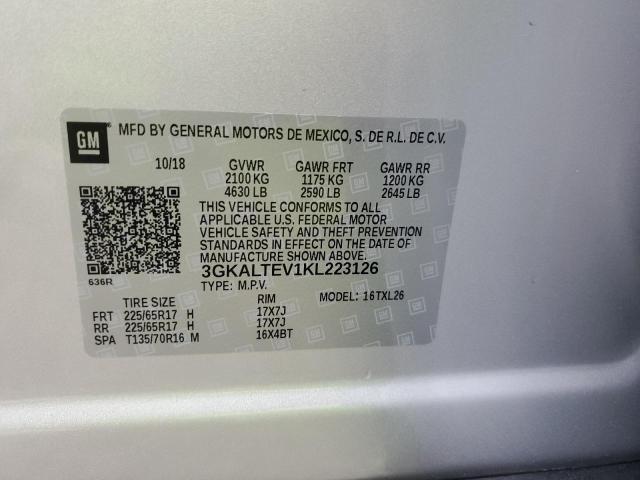 GM MFD BY GENERAL MOTORS DE MEXICO, S. DE R.L. DE C.V.
10/18 GVWR GAWR FRT GAWR RR
2100 KG 1175 KG 1200 KG
4630 LB 2590 LB 2645 LB
THIS VEHICLE CONFORMS TO ALL
APPLICABLE U.S. FEDERAL MOTOR
VEHICLE SAFETY AND THEFT PREVENTION
STANDARDS IN EFFECT ON THE DATE OF
MANUFACTURE SHOWN ABOVE.
636R 3GKALTEV1KL223126
TYPE: M.P.V. MODEL: 16TXL26
TIRE SIZE RIM
FRT 225/65R17 H 17X7J
RR 225/65R17 H 17X7J
SPA T135/70R16 M 16X4BT